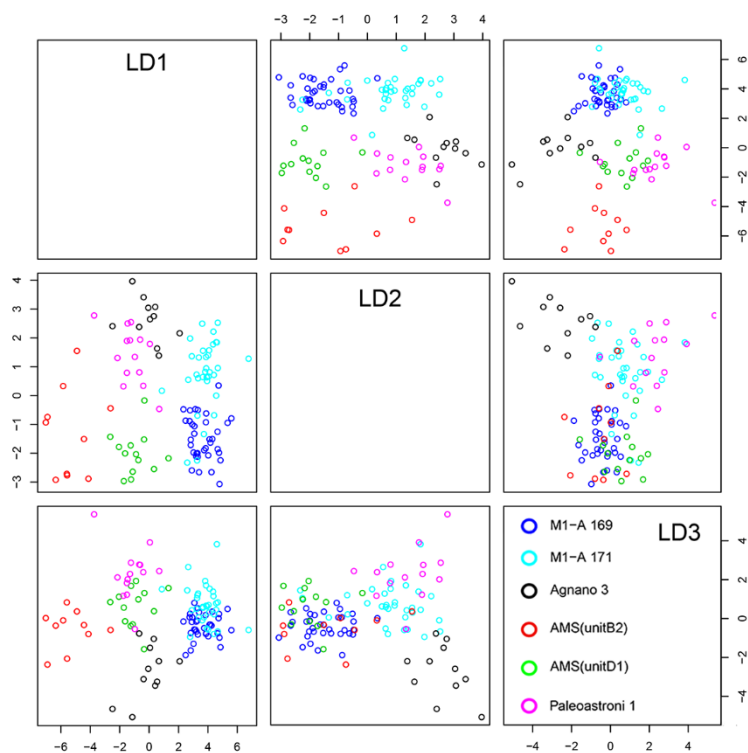 −3 −2 −1 0 1 2 3 4
LD1
−6 −4 −2 0 2 4 6
−3 −2 −1 0 1 2 3 4
LD2
LD3
M1−A 169
M1−A 171
Agnano 3
AMS(unitB2)
AMS(unitD1)
Paleoastroni 1
−4 −2 0 2 4
−6 −4 −2 0 2 4 6
−4 −2 0 2 4